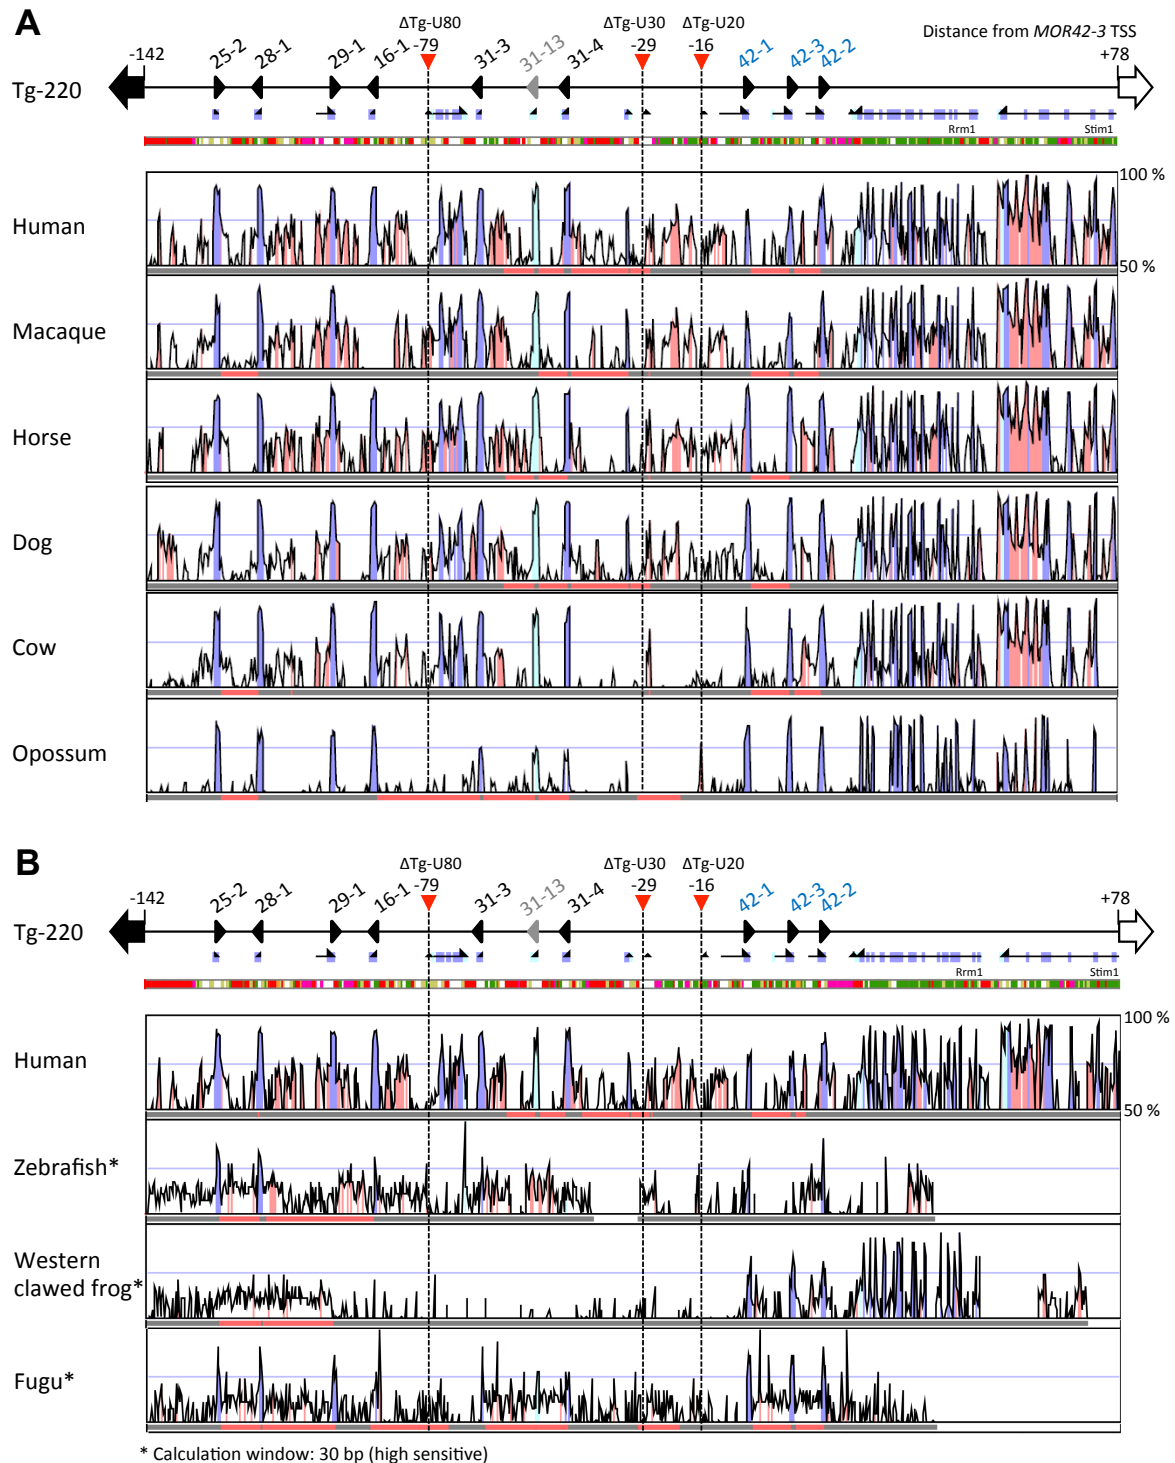 A
ΔTg-U80 ΔTg-U30 ΔTg-U20
Distance from MOR42-3 TSS
-142 25-2 28-1 29-1 16-1 -79 31-3 31-13 31-4 -29 -16 42-1 42-3 42-2 +78
Tg-220
Rrm1 Stim1
100 %
Human
50 %
Macaque
Horse
Dog
Cow
Opossum
B
ΔTg-U80 ΔTg-U30 ΔTg-U20
-142 25-2 28-1 29-1 16-1 -79 31-3 31-13 31-4 -29 -16 42-1 42-3 42-2 +78
Tg-220
Rrm1 Stim1
100 %
Human
50 %
Zebrafish*
Western
clawed frog*
Fugu*
* Calculation window: 30 bp (high sensitive)